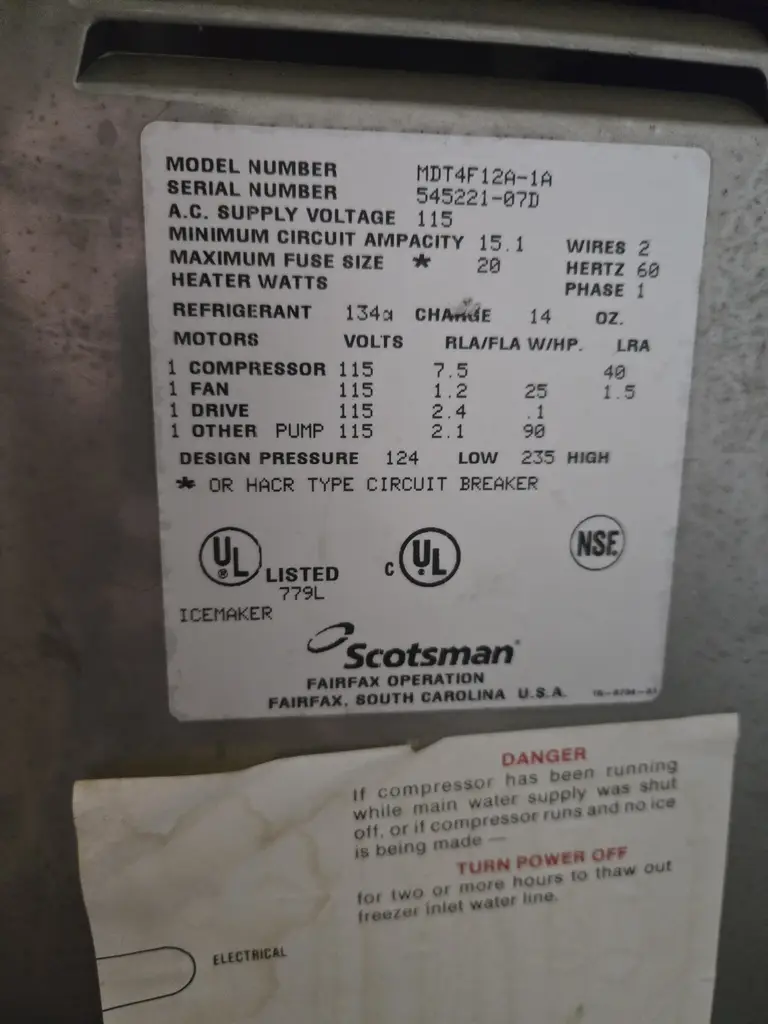 MODEL NUMBER MDT4F12A-1A
SERIAL NUMBER 545221-07D
A.C. SUPPLY VOLTAGE 115
MINIMUM CIRCUIT AMPACITY 15.1 WIRES 2
MAXIMUM FUSE SIZE * 20 HERTZ 60
HEATER WATTS PHASE 1
REFRIGERANT 134a CHARGE 14 OZ.
MOTORS VOLTS RLA/FLA W/HP. LRA
1 COMPRESSOR 115 7.5 40
1 FAN 115 1.2 25 1.5
1 DRIVE 115 2.4 .1
1 OTHER PUMP 115 2.1 90
DESIGN PRESSURE 124 LOW 235 HIGH
* OR HACR TYPE CIRCUIT BREAKER
UL ® LISTED C UL NSF
779L
ICEMAKER
Scotsman®
FAIRFAX OPERATION
FAIRFAX, SOUTH CAROLINA U.S.A.
DANGER
If compressor has been running
while main water supply was shut
off, or if compressor runs and no ice
is being made —
TURN POWER OFF
for two or more hours to thaw out
freezer inlet water line.
ELECTRICAL